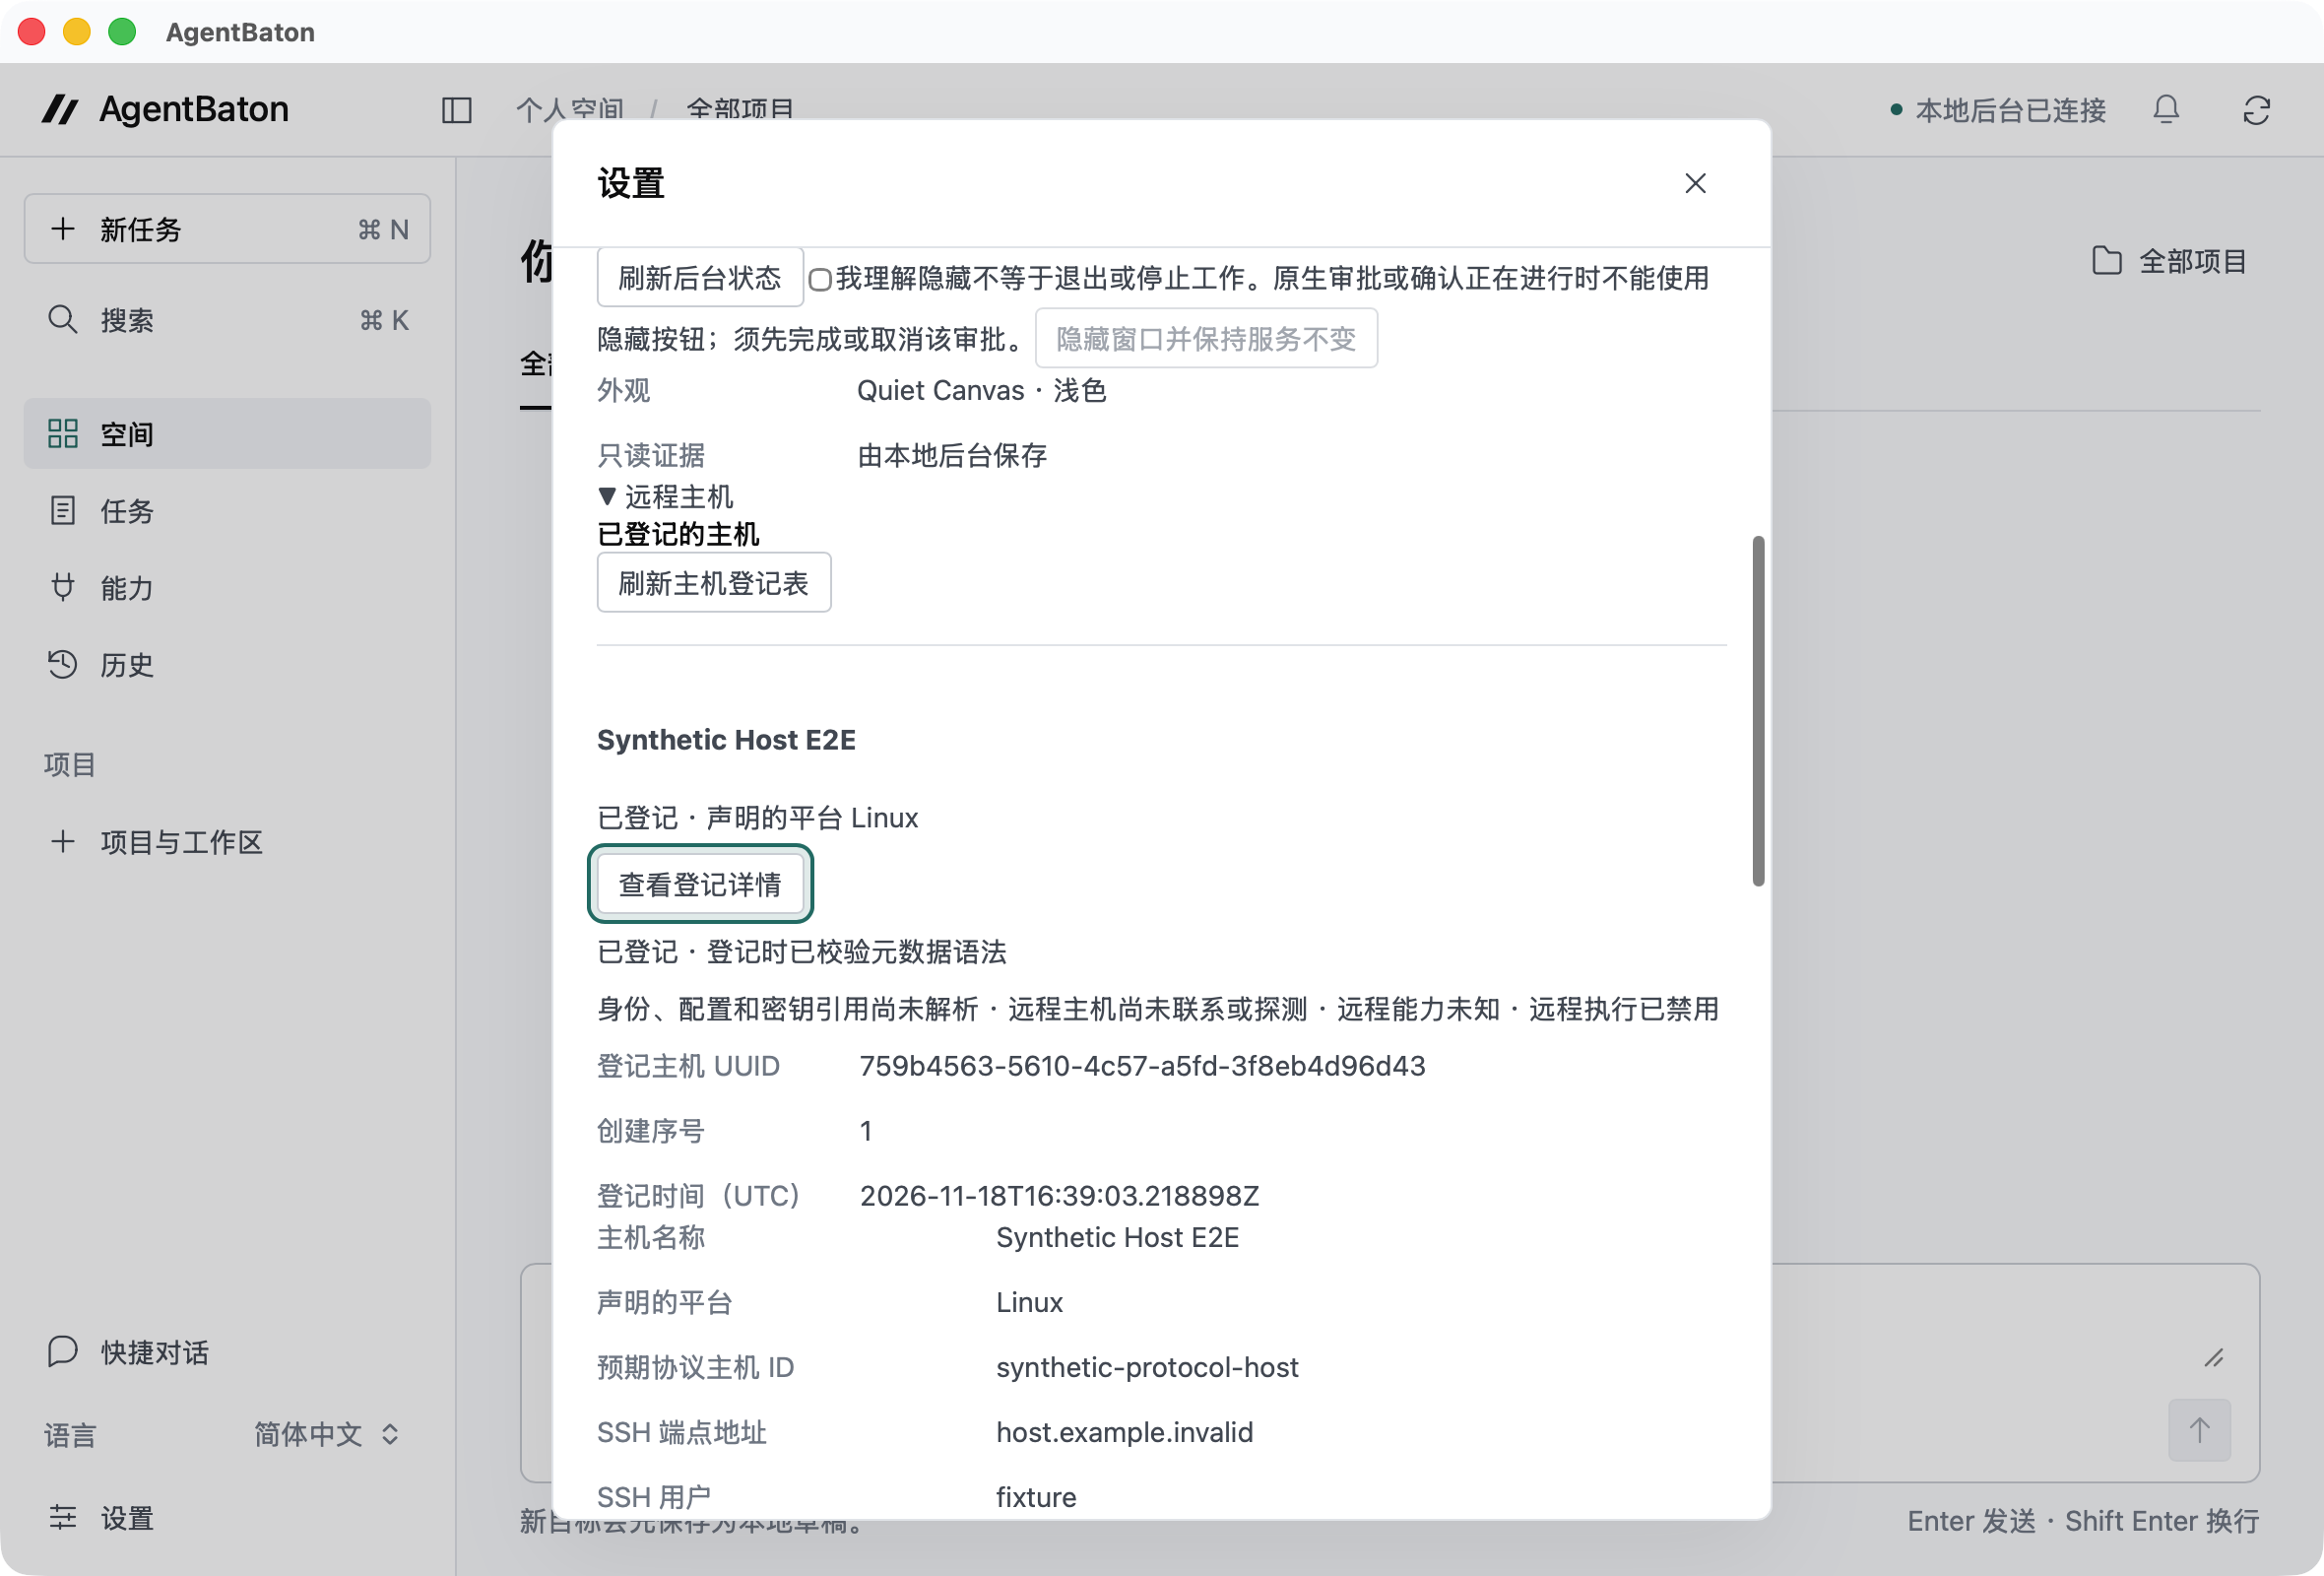 AgentBaton
AgentBaton
个人空间 / 全部项目
本地后台已连接
新任务 ⌘ N
搜索 ⌘ K
空间
任务
能力
历史
项目
项目与工作区
快捷对话
语言 简体中文
设置
你
全部项目
全部
设置
刷新后台状态 我理解隐藏不等于退出或停止工作。原生审批或确认正在进行时不能使用
隐藏按钮；须先完成或取消该审批。 隐藏窗口并保持服务不变
外观 Quiet Canvas · 浅色
只读证据 由本地后台保存
▼ 远程主机
已登记的主机
刷新主机登记表
Synthetic Host E2E
已登记 · 声明的平台 Linux
查看登记详情
已登记 · 登记时已校验元数据语法
身份、配置和密钥引用尚未解析 · 远程主机尚未联系或探测 · 远程能力未知 · 远程执行已禁用
登记主机 UUID 759b4563-5610-4c57-a5fd-3f8eb4d96d43
创建序号 1
登记时间（UTC） 2026-11-18T16:39:03.218898Z
主机名称 Synthetic Host E2E
声明的平台 Linux
预期协议主机 ID synthetic-protocol-host
SSH 端点地址 host.example.invalid
SSH 用户 fixture
新目标会先保存为本地草稿。
Enter 发送 · Shift Enter 换行